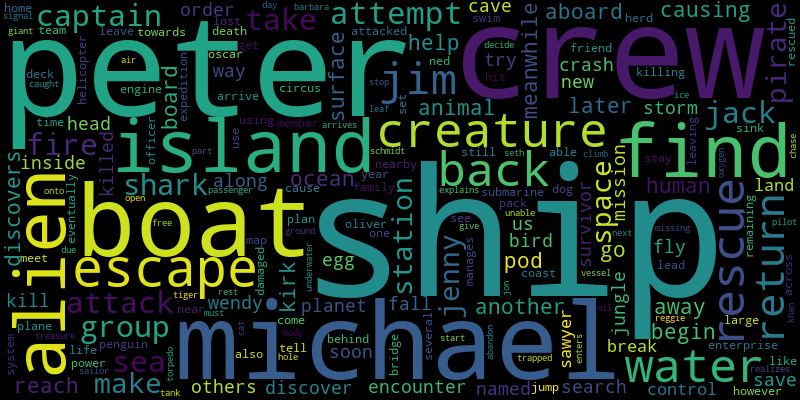 home
signal
captain
order
take
attempt
cave
aboard
causing
giant
team
lost
day
barbara
swim
herd
peter
crew
pirate
leave
towards
death
get
attacked
help
meanwhile
deck
caught
helicopter
air
oscar
board
expedition
way
surface
ned
try
friend
decide
hit
crash
new
killing
rescued
engine
arrive
circus
jim
animal
later
ice
storm
jack
sink
time
head
stop
set
leaf
fire
officer
use
using
member
arrives
island
creature
find
chase
killed
part
schmidt
still
seth
able
climb
stay
leaving
oxygen
inside
shark
along
ocean
nearby
year
back
space
mission
human
land
discovers
eventually
onto
passenger
cause
family
submarine
dog
survivor
boat
open
free
plan
oliver
station
explains
pack
see
give
us
unable
go
jungle
next
missing
pilot
alien
due
meet
map
ground
one
jenny
manages
bird
coast
vessel
fly
lead
rescue
remaining
return
escape
damaged
egg
underwater
pod
ship
kill
attack
tiger
near
rest
must
wendy
kirk
planet
fall
another
jon
oil
away
reggie
large
khan
across
plane
treasure
group
cat
come
body
behind
several
start
sawyer
begin
enterprise
system
life
penguin
sea
also
tell
hole
soon
bridge
abandon
trapped
enters
break
water
realizes
like
power
sailor
reach
make
torpedo
tank
others
discover
michael
encounter
named
jump
search
control
save
however